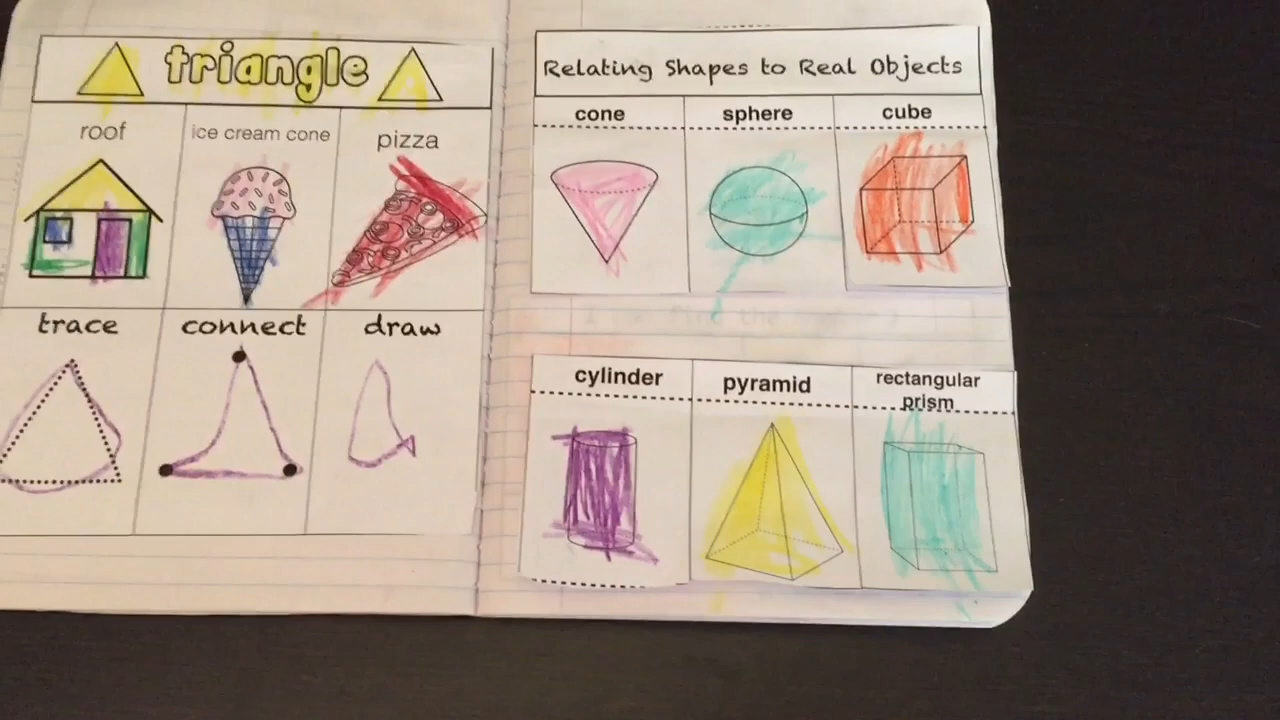 triangle
roof
ice cream cone
pizza
trace
connect
draw
Relating Shapes to Real Objects
cone
sphere
cube
cylinder
pyramid
rectangular
prism